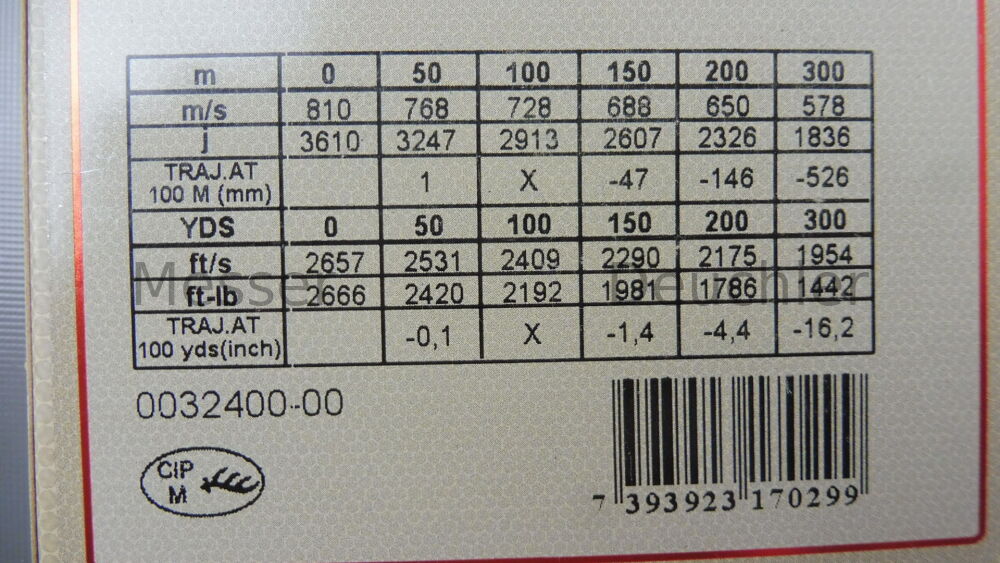 m 0 50 100 150 200 300
m/s 810 768 728 688 650 578
j 3610 3247 2913 2607 2326 1836
TRAJ.AT
100 M (mm) 1 X -47 -146 -526
YDS 0 50 100 150 200 300
ft/s 2657 2531 2409 2290 2175 1954
ft-lb 2666 2420 2192 1981 1786 1442
TRAJ.AT
100 yds(inch) -0,1 X -1,4 -4,4 -16,2
0032400-00
CIP
M
7 393923 170299